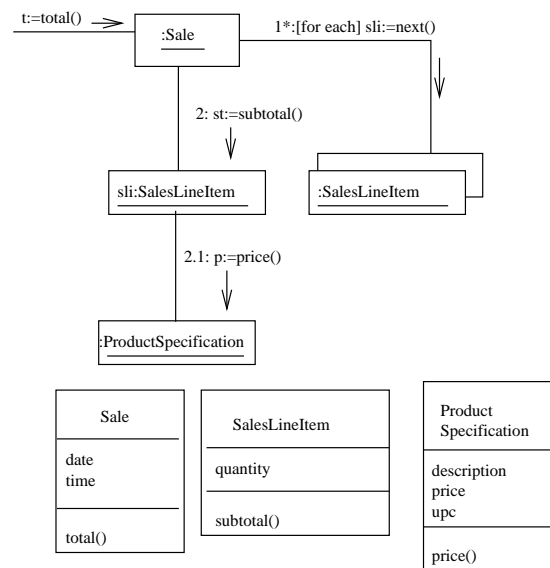 t:=total()
:Sale
1*:[for each] sli:=next()
2: st:=subtotal()
sli:SalesLineItem
:SalesLineItem
2.1: p:=price()
:ProductSpecification
Sale
date
time
total()
SalesLineItem
quantity
subtotal()
Product
Specification
description
price
upc
price()